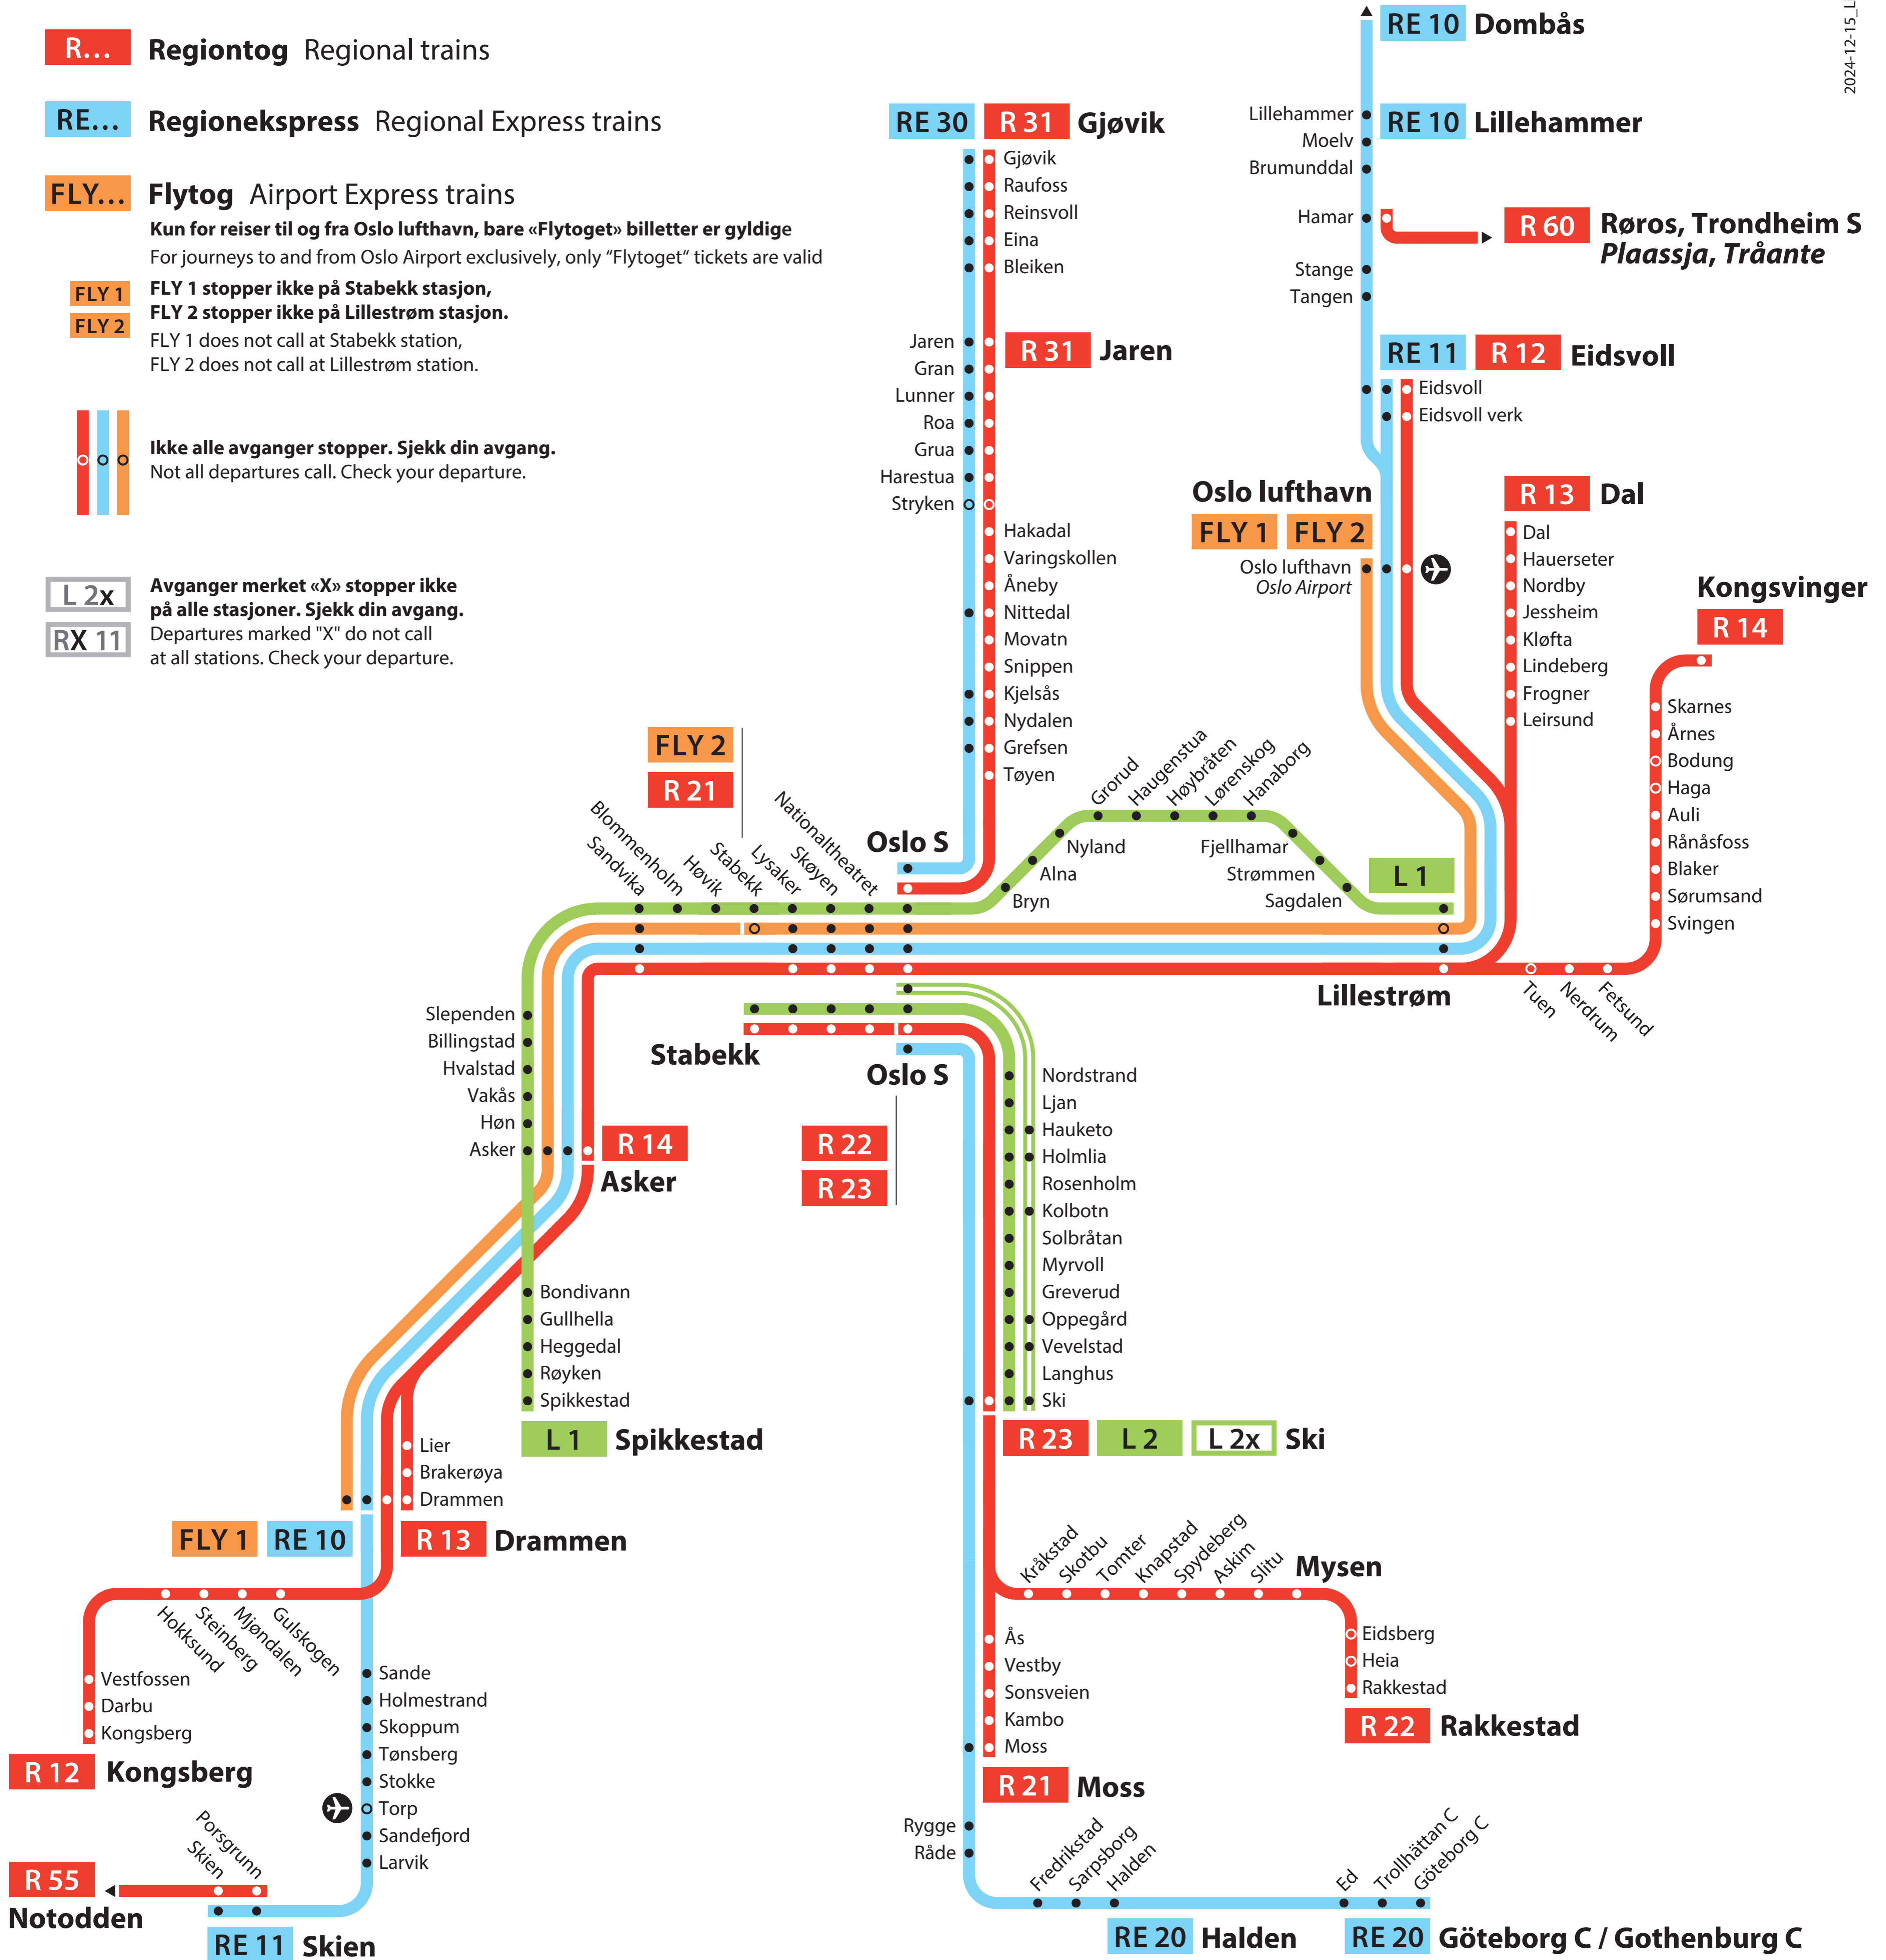 R... Regiontog Regional trains
RE... Regionekspress Regional Express trains
FLY... Flytog Airport Express trains
Kun for reiser til og fra Oslo lufthavn, bare «Flytoget» billetter er gyldige
For journeys to and from Oslo Airport exclusively, only “Flytoget“ tickets are valid
FLY 1
FLY 2
FLY 1 stopper ikke på Stabekk stasjon,
FLY 2 stopper ikke på Lillestrøm stasjon.
FLY 1 does not call at Stabekk station,
FLY 2 does not call at Lillestrøm station.
Ikke alle avganger stopper. Sjekk din avgang.
Not all departures call. Check your departure.
L 2x
RX 11
Avganger merket «X» stopper ikke
på alle stasjoner. Sjekk din avgang.
Departures marked "X" do not call
at all stations. Check your departure.
2024-12-15_L
RE 30 R 31 Gjøvik
Gjøvik
Raufoss
Reinsvoll
Eina
Bleiken
Jaren
R 31 Jaren
Gran
Lunner
Roa
Grua
Harestua
Stryken
Hakadal
Varingskollen
Åneby
Nittedal
Movatn
Snippen
Kjelsås
Nydalen
Grefsen
Tøyen
Oslo S
RE 10 Dombås
Lillehammer
RE 10 Lillehammer
Moelv
Brumunddal
Hamar
R 60 Røros, Trondheim S
Plaassja, Tråante
Stange
Tangen
RE 11 R 12 Eidsvoll
Eidsvoll
Eidsvoll verk
Oslo lufthavn
FLY 1 FLY 2
Oslo lufthavn
Oslo Airport
R 13 Dal
Dal
Hauerseter
Nordby
Jessheim
Kløfta
Lindeberg
Frogner
Leirsund
Kongsvinger
R 14
Skarnes
Årnes
Bodung
Haga
Auli
Rånåsfoss
Blaker
Sørumsand
Svingen
Fetsund
Nerdrum
Tuen
Lillestrøm
L 1
Sagdalen
Strømmen
Fjellhamar
Hanaborg
Lørenskog
Høybråten
Haugenstua
Grorud
Nyland
Alna
Bryn
FLY 2
R 21
Nationaltheatret
Skøyen
Lysaker
Stabekk
Høvik
Blommenholm
Sandvika
Slependen
Billingstad
Hvalstad
Vakås
Høn
Asker
R 14
Asker
Bondivann
Gullhella
Heggedal
Røyken
Spikkestad
L 1 Spikkestad
Lier
Brakerøya
Drammen
FLY 1 RE 10 R 13 Drammen
Gulskogen
Mjøndalen
Steinberg
Hokksund
Vestfossen
Darbu
Kongsberg
R 12 Kongsberg
Sande
Holmestrand
Skoppum
Tønsberg
Stokke
Torp
Sandefjord
Larvik
Porsgrunn
Skien
R 55
Notodden
RE 11 Skien
Stabekk
Oslo S
R 22
R 23
Nordstrand
Ljan
Hauketo
Holmlia
Rosenholm
Kolbotn
Solbråtan
Myrvoll
Greverud
Oppegård
Vevelstad
Langhus
Ski
R 23 L 2 L 2x Ski
Kråkstad
Skotbu
Tomter
Knapstad
Spydeberg
Askim
Slitu
Mysen
Eidsberg
Heia
Rakkestad
R 22 Rakkestad
Ås
Vestby
Sonsveien
Kambo
Moss
R 21 Moss
Rygge
Råde
Fredrikstad
Sarpsborg
Halden
RE 20 Halden
Ed
Trollhättan C
Göteborg C
RE 20 Göteborg C / Gothenburg C